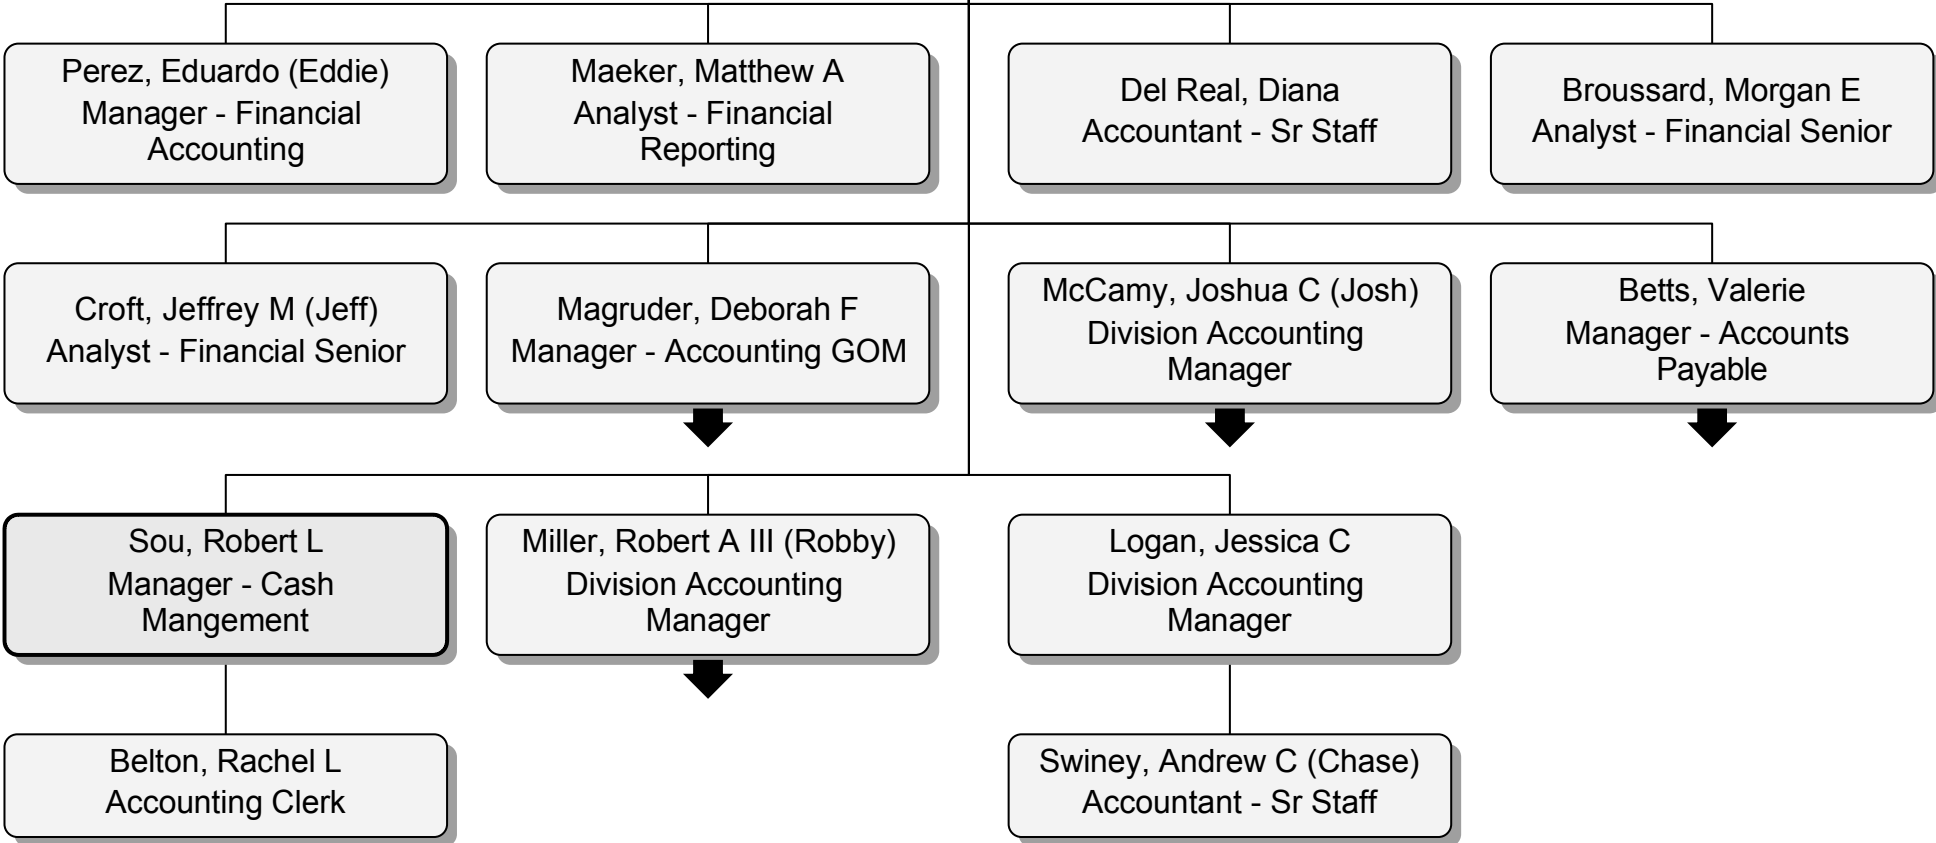 Perez, Eduardo (Eddie)
Manager - Financial
Accounting
Maeker, Matthew A
Analyst - Financial
Reporting
Del Real, Diana
Accountant - Sr Staff
Broussard, Morgan E
Analyst - Financial Senior
Croft, Jeffrey M (Jeff)
Analyst - Financial Senior
Magruder, Deborah F
Manager - Accounting GOM
McCamy, Joshua C (Josh)
Division Accounting
Manager
Betts, Valerie
Manager - Accounts
Payable
Sou, Robert L
Manager - Cash
Mangement
Miller, Robert A III (Robby)
Division Accounting
Manager
Logan, Jessica C
Division Accounting
Manager
Belton, Rachel L
Accounting Clerk
Swiney, Andrew C (Chase)
Accountant - Sr Staff